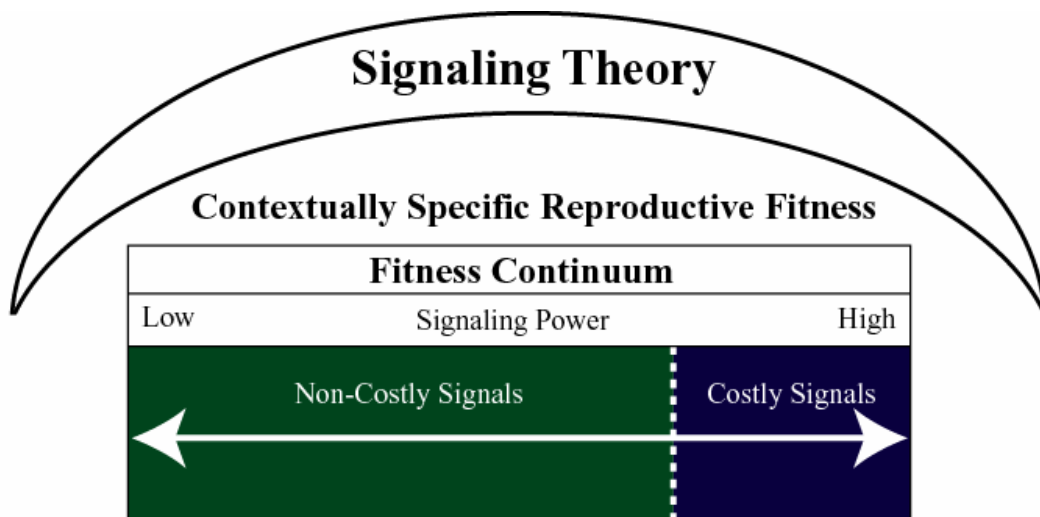 Signaling Theory
Contextually Specific Reproductive Fitness
Fitness Continuum
Low Signaling Power High
Non-Costly Signals Costly Signals